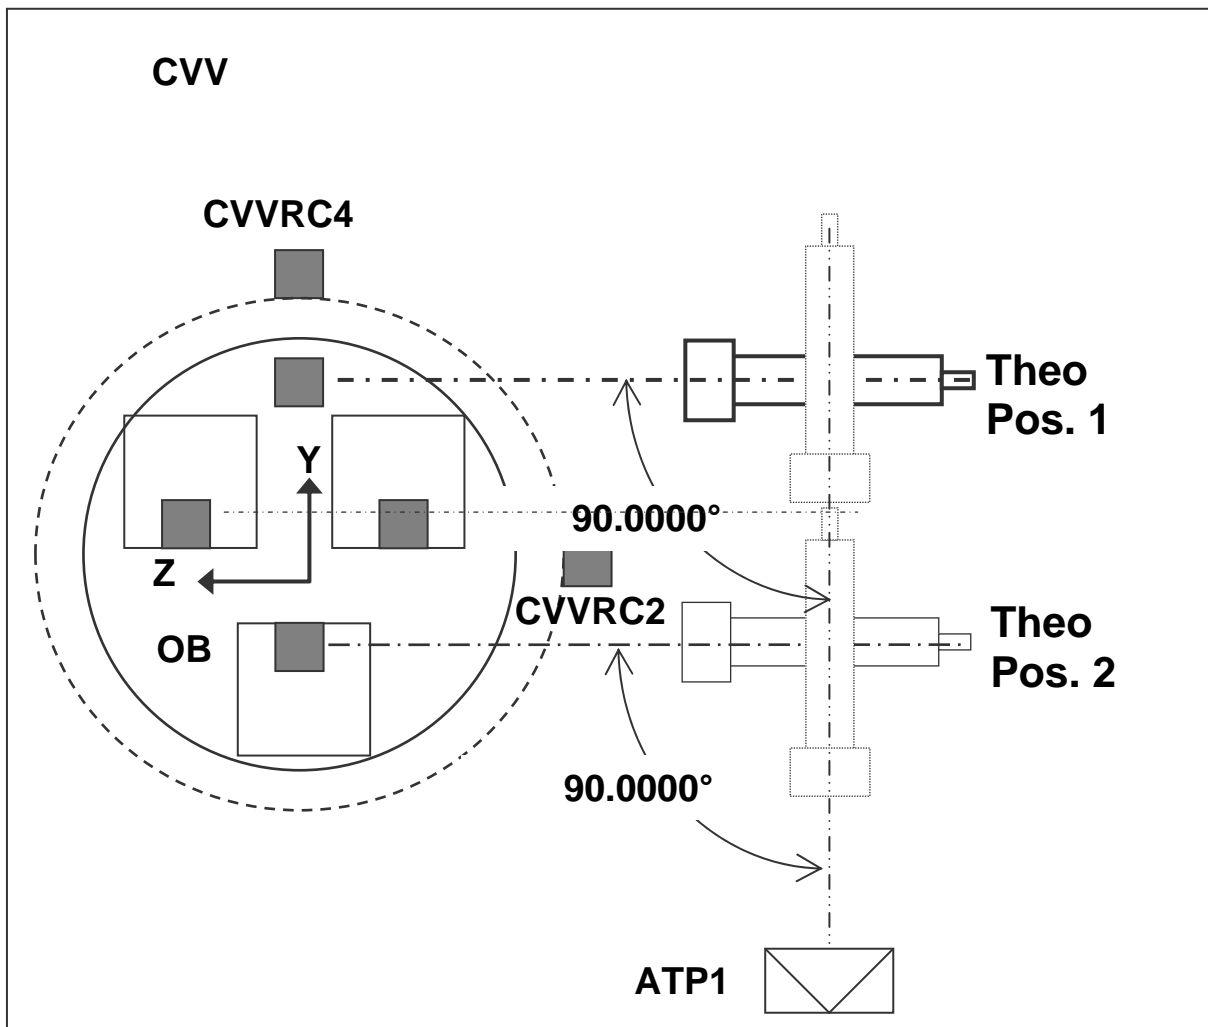 CVV
CVVRC4
Theo
Pos. 1
Y
90.0000°
Z
CVVRC2
OB
Theo
Pos. 2
90.0000°
ATP1